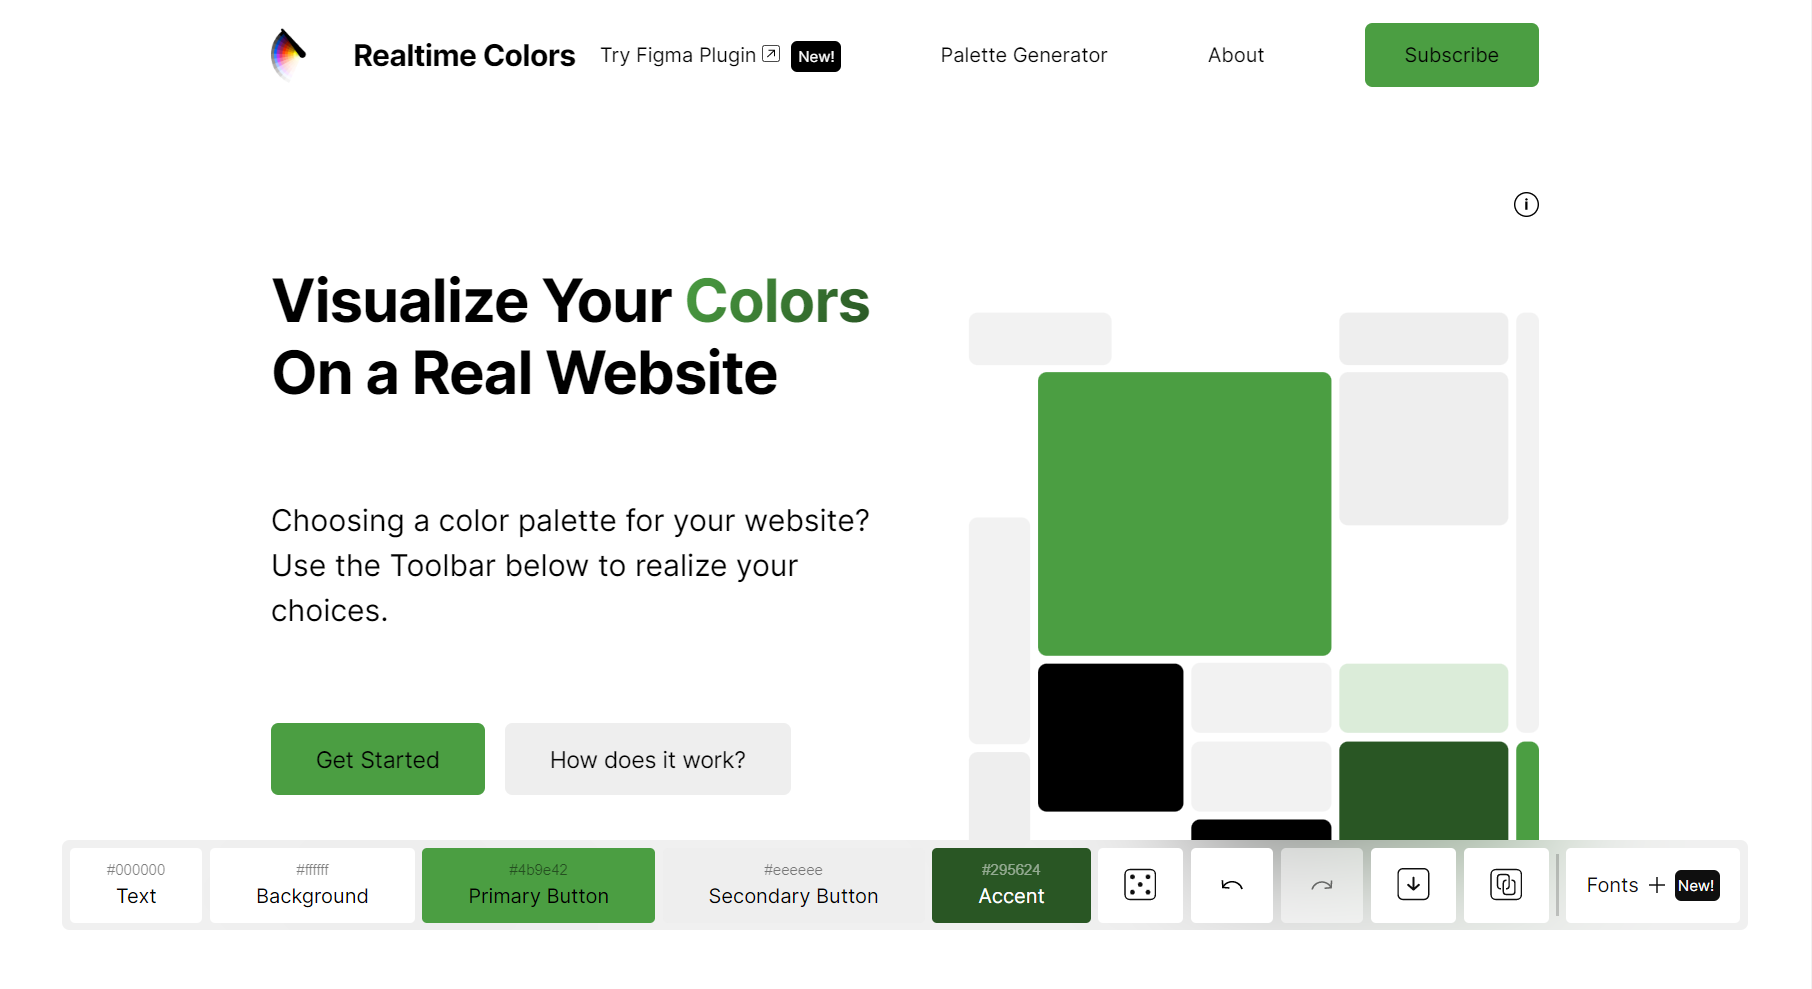 Realtime Colors
Try Figma Plugin New!
Palette Generator
About
Subscribe
Visualize Your Colors
On a Real Website
Choosing a color palette for your website?
Use the Toolbar below to realize your
choices.
Get Started
How does it work?
#000000
Text
#ffffff
Background
#4b9e42
Primary Button
#eeeeee
Secondary Button
#295624
Accent
Fonts + New!